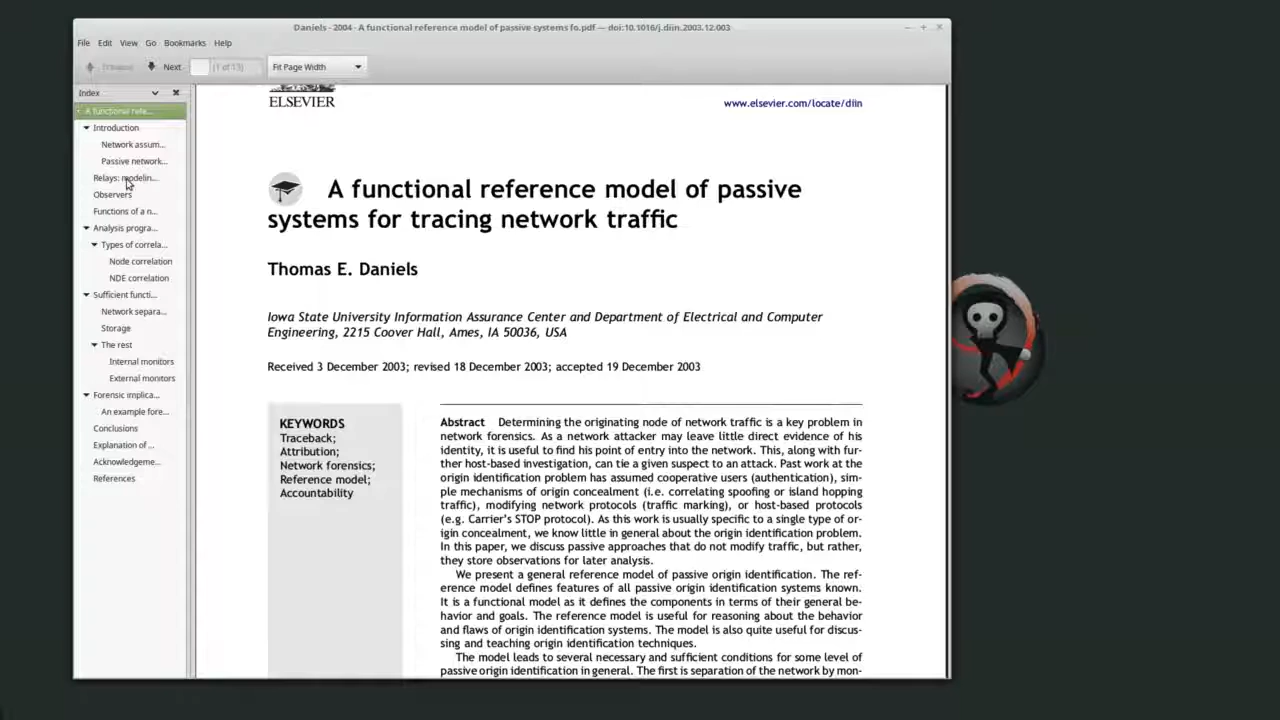 Daniels - 2004 - A functional reference model of passive systems fo.pdf — doi:10.1016/j.diin.2003.12.003
File Edit View Go Bookmarks Help
Previous Next [1 of 13] Fit Page Width
Index
A functional refe...
Introduction
Network assum...
Passive network...
Relays: modelin...
Observers
Functions of a n...
Analysis progra...
Types of correla...
Node correlation
NDE correlation
Sufficient functi...
Network separa...
Storage
The rest
Internal monitors
External monitors
Forensic implica...
An example fore...
Conclusions
Explanation of ...
Acknowledgeme...
References
ELSEVIER
www.elsevier.com/locate/diin
A functional reference model of passive
systems for tracing network traffic
Thomas E. Daniels
Iowa State University Information Assurance Center and Department of Electrical and Computer
Engineering, 2215 Coover Hall, Ames, IA 50036, USA
Received 3 December 2003; revised 18 December 2003; accepted 19 December 2003
KEYWORDS
Traceback;
Attribution;
Network forensics;
Reference model;
Accountability
Abstract Determining the originating node of network traffic is a key problem in
network forensics. As a network attacker may leave little direct evidence of his
identity, it is useful to find his point of entry into the network. This, along with fur-
ther host-based investigation, can tie a given suspect to an attack. Past work at the
origin identification problem has assumed cooperative users (authentication), sim-
ple mechanisms of origin concealment (i.e. correlating spoofing or island hopping
traffic), modifying network protocols (traffic marking), or host-based protocols
(e.g. Carrier's STOP protocol). As this work is usually specific to a single type of or-
igin concealment, we know little in general about the origin identification problem.
In this paper, we discuss passive approaches that do not modify traffic, but rather,
they store observations for later analysis.
We present a general reference model of passive origin identification. The ref-
erence model defines features of all passive origin identification systems known.
It is a functional model as it defines the components in terms of their general be-
havior and goals. The reference model is useful for reasoning about the behavior
and flaws of origin identification systems. The model is also quite useful for discus-
sing and teaching origin identification techniques.
The model leads to several necessary and sufficient conditions for some level of
passive origin identification in general. The first is separation of the network by mon-